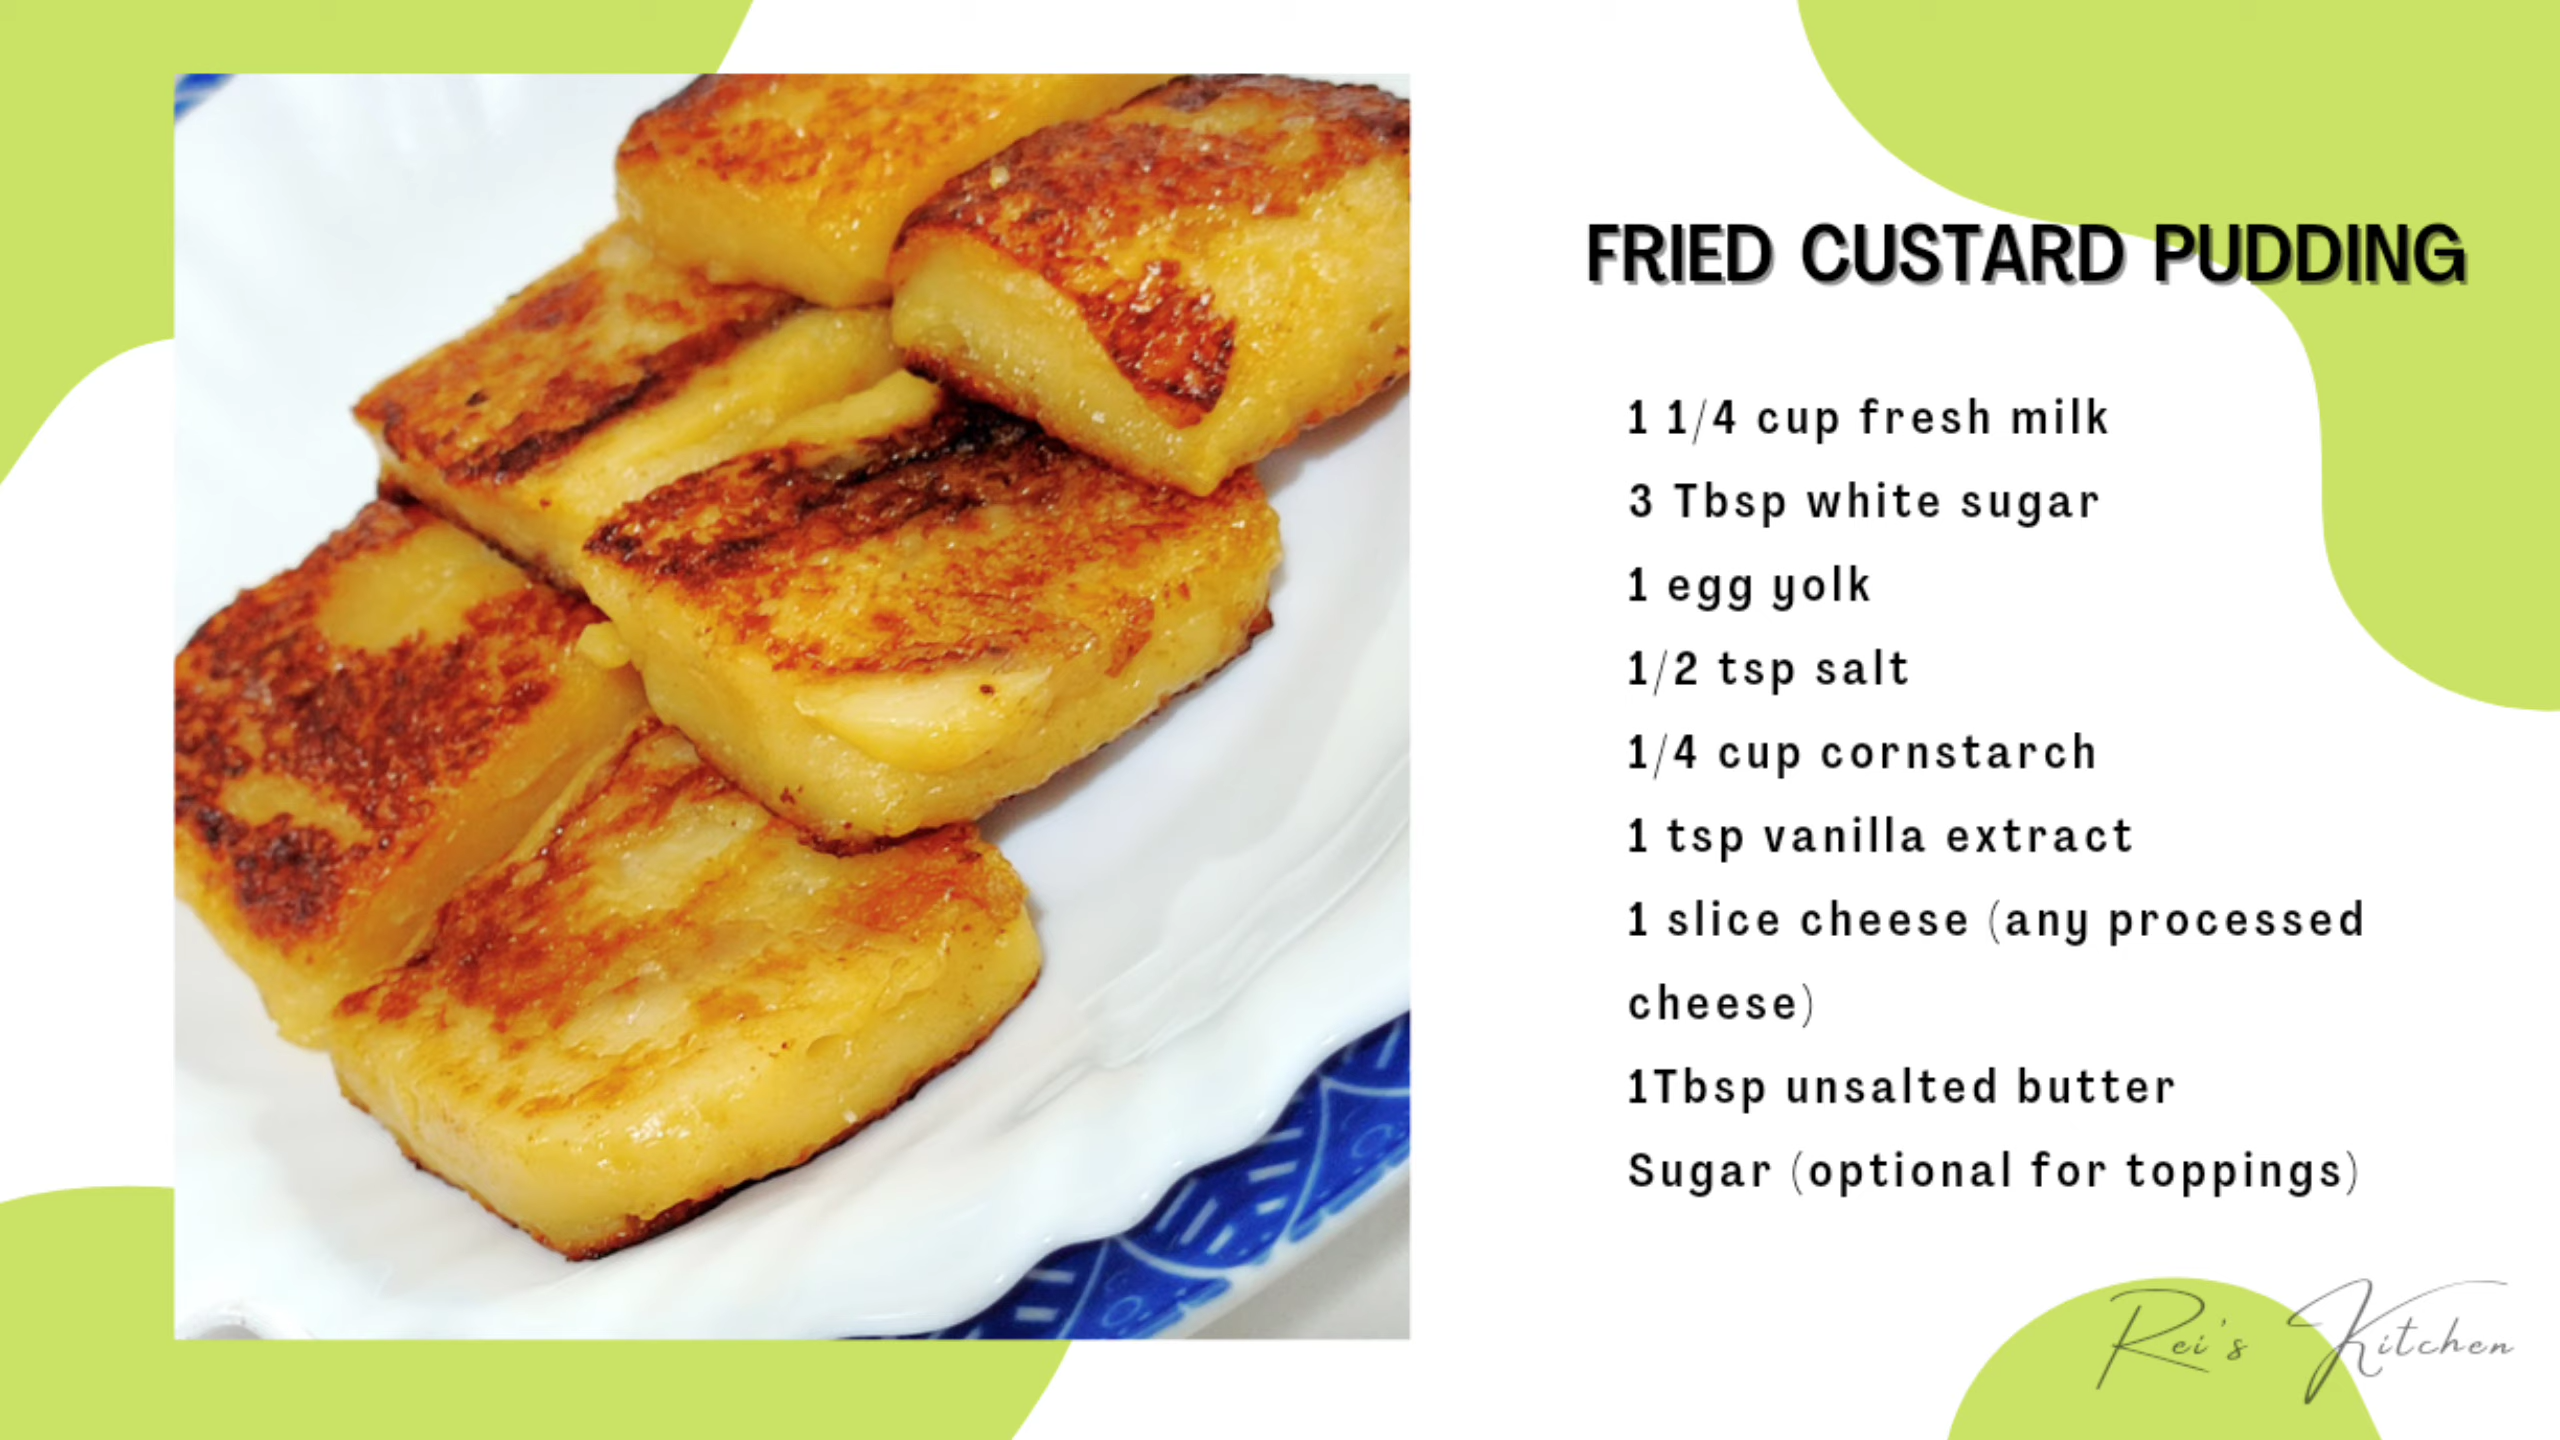 FRIED CUSTARD PUDDING
1 1/4 cup fresh milk
3 Tbsp white sugar
1 egg yolk
1/2 tsp salt
1/4 cup cornstarch
1 tsp vanilla extract
1 slice cheese (any processed
cheese)
1Tbsp unsalted butter
Sugar (optional for toppings)
Rei's Kitchen